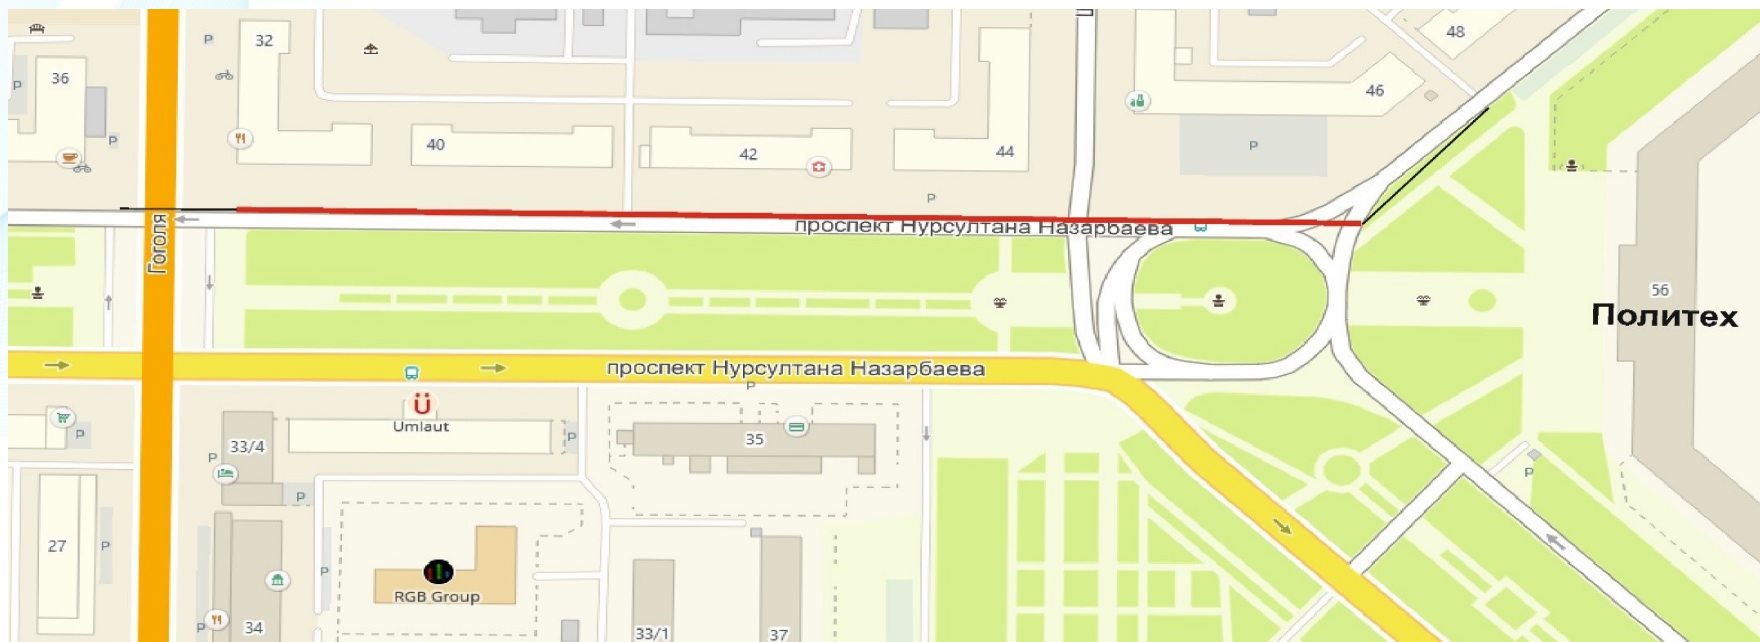 32
48
36
P
P
46
P
P
40
42
44
P
P
Гоголя
проспект Нурсултана Назарбаева
56
Политех
проспект Нурсултана Назарбаева
P
Ü
Umlaut
P
33/4
P
35
P
P
P
27
P
P
RGB Group
P
34
33/1
37